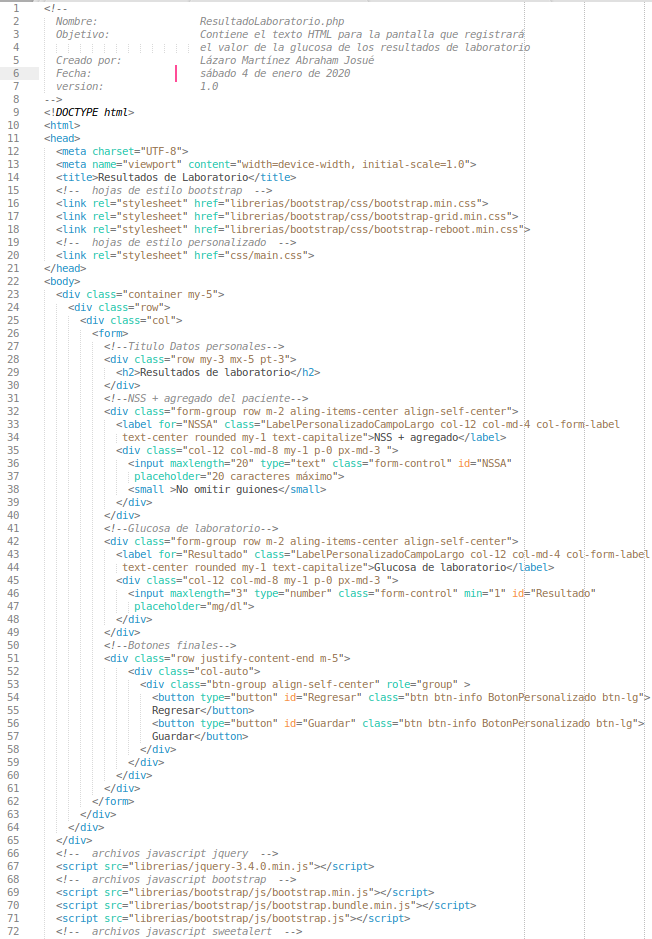 1 <!--
2 Nombre: ResultadoLaboratorio.php
3 Objetivo: Contiene el texto HTML para la pantalla que registrará
4 el valor de la glucosa de los resultados de laboratorio
5 Creado por: Lázaro Martínez Abraham Josué
6 Fecha: sábado 4 de enero de 2020
7 version: 1.0
8 -->
9 <!DOCTYPE html>
10 <html>
11 <head>
12 <meta charset="UTF-8">
13 <meta name="viewport" content="width=device-width, initial-scale=1.0">
14 <title>Resultados de Laboratorio</title>
15 <!-- hojas de estilo bootstrap -->
16 <link rel="stylesheet" href="librerias/bootstrap/css/bootstrap.min.css">
17 <link rel="stylesheet" href="librerias/bootstrap/css/bootstrap-grid.min.css">
18 <link rel="stylesheet" href="librerias/bootstrap/css/bootstrap-reboot.min.css">
19 <!-- hojas de estilo personalizado -->
20 <link rel="stylesheet" href="css/main.css">
21 </head>
22 <body>
23 <div class="container my-5">
24 <div class="row">
25 <div class="col">
26 <form>
27 <!--Titulo Datos personales-->
28 <div class="row my-3 mx-5 pt-3">
29 <h2>Resultados de laboratorio</h2>
30 </div>
31 <!--NSS + agregado del paciente-->
32 <div class="form-group row m-2 aling-items-center align-self-center">
33 <label for="NSSA" class="LabelPersonalizadoCampoLargo col-12 col-md-4 col-form-label
34 text-center rounded my-1 text-capitalize">NSS + agregado</label>
35 <div class="col-12 col-md-8 my-1 p-0 px-md-3 ">
36 <input maxlength="20" type="text" class="form-control" id="NSSA"
37 placeholder="20 caracteres máximo">
38 <small >No omitir guiones</small>
39 </div>
40 </div>
41 <!--Glucosa de laboratorio-->
42 <div class="form-group row m-2 aling-items-center align-self-center">
43 <label for="Resultado" class="LabelPersonalizadoCampoLargo col-12 col-md-4 col-form-label
44 text-center rounded my-1 text-capitalize">Glucosa de laboratorio</label>
45 <div class="col-12 col-md-8 my-1 p-0 px-md-3 ">
46 <input maxlength="3" type="number" class="form-control" min="1" id="Resultado"
47 placeholder="mg/dl">
48 </div>
49 </div>
50 <!--Botones finales-->
51 <div class="row justify-content-end m-5">
52 <div class="col-auto">
53 <div class="btn-group align-self-center" role="group" >
54 <button type="button" id="Regresar" class="btn btn-info BotonPersonalizado btn-lg">
55 Regresar</button>
56 <button type="button" id="Guardar" class="btn btn-info BotonPersonalizado btn-lg">
57 Guardar</button>
58 </div>
59 </div>
60 </div>
61 </div>
62 </form>
63 </div>
64 </div>
65 </div>
66 <!-- archivos javascript jquery -->
67 <script src="librerias/jquery-3.4.0.min.js"></script>
68 <!-- archivos javascript bootstrap -->
69 <script src="librerias/bootstrap/js/bootstrap.min.js"></script>
70 <script src="librerias/bootstrap/js/bootstrap.bundle.min.js"></script>
71 <script src="librerias/bootstrap/js/bootstrap.js"></script>
72 <!-- archivos javascript sweetalert -->